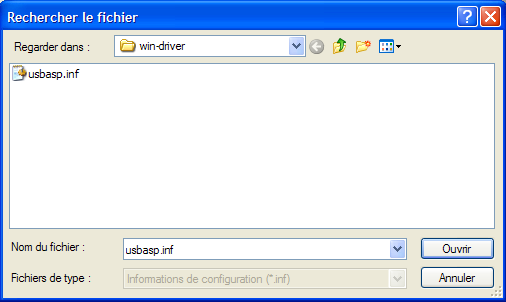 Rechercher le fichier
Regarder dans :
win-driver
usbasp.inf
Nom du fichier :
usbasp.inf
Ouvrir
Fichiers de type :
Informations de configuration (*.inf)
Annuler